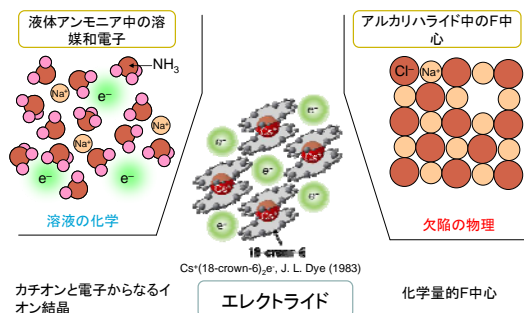 液体アンモニア中の溶
媒和電子
NH₃
Na⁺
e⁻
Na⁺
Na⁺
e⁻
e⁻
溶液の化学
e⁻
e⁻
e⁻
e⁻
e⁻
18-crown-6
Cs⁺(18-crown-6)₂e⁻, J. L. Dye (1983)
アルカリハライド中のF中
心
Cl⁻
Na⁺
欠陥の物理
カチオンと電子からなるイ
オン結晶
エレクトライド
化学量的F中心